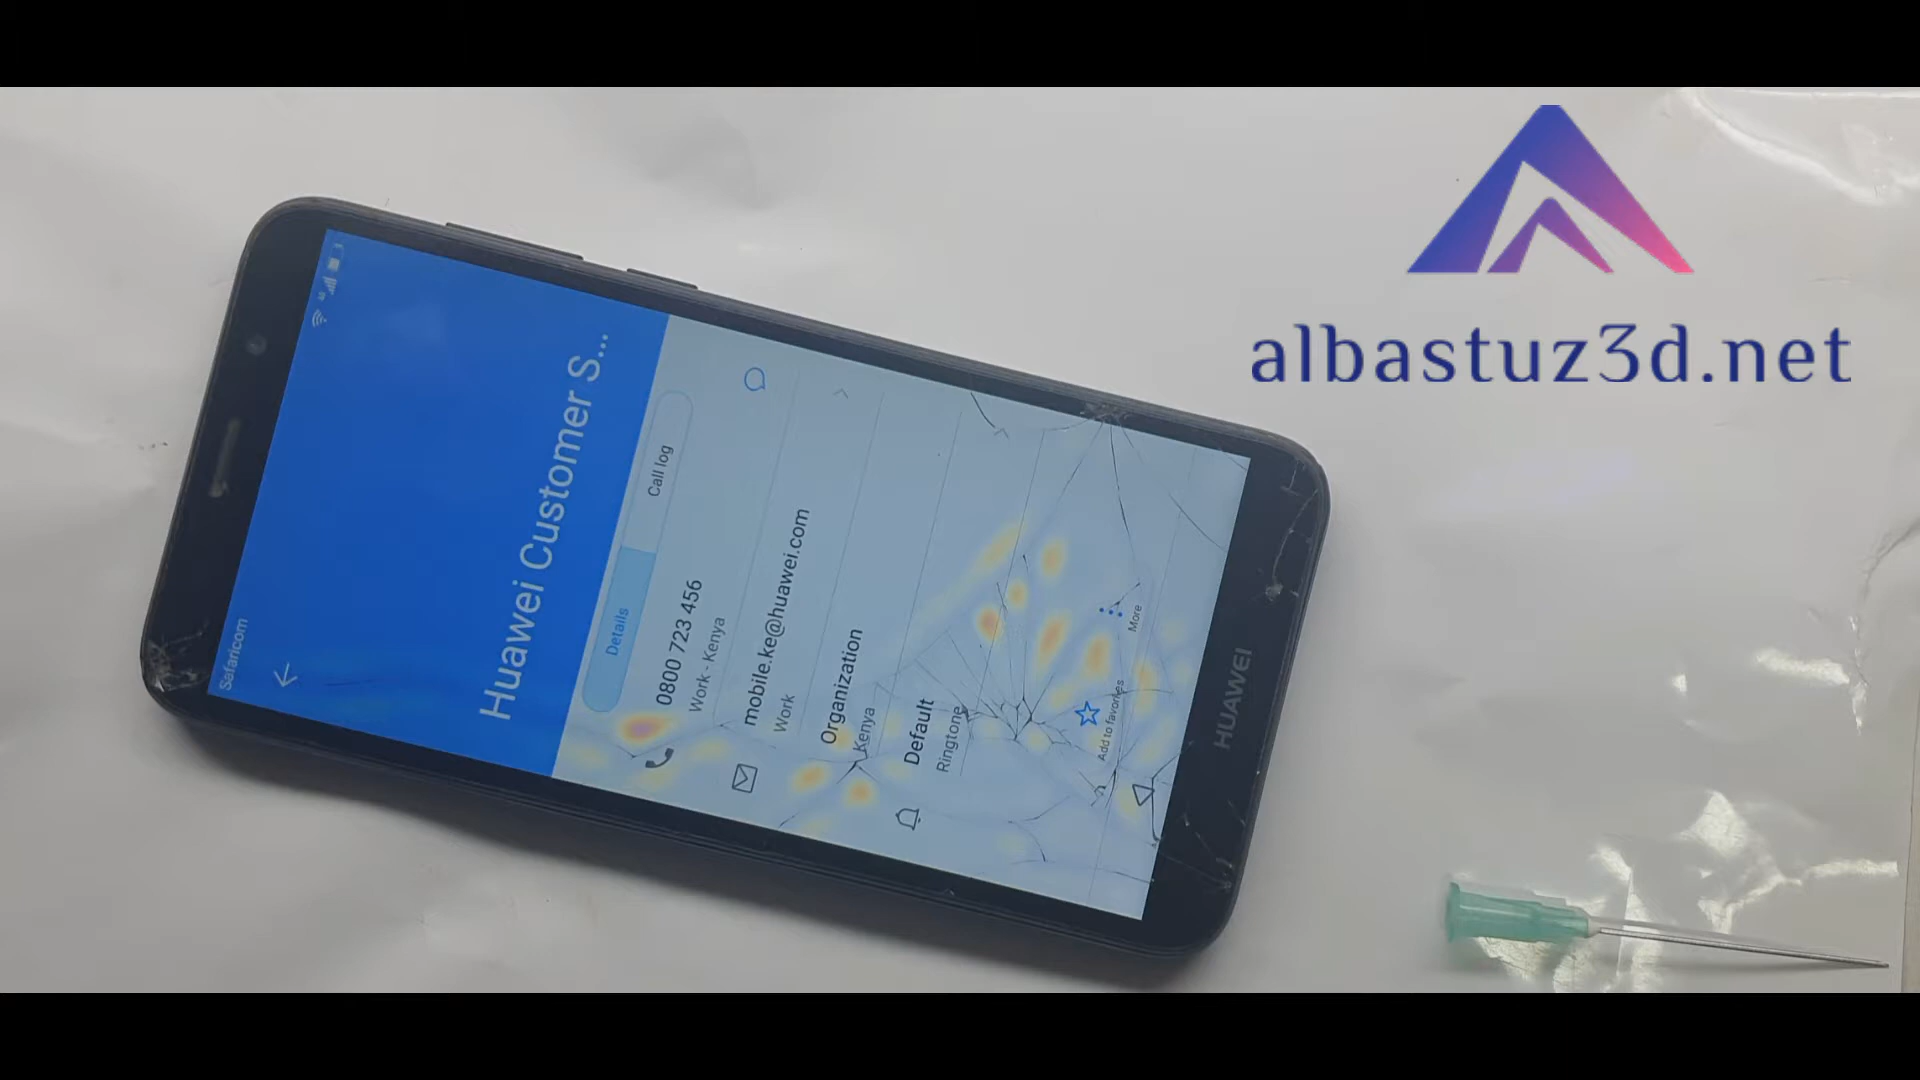 albastuz3d.net
Safaricom
Huawei Customer S...
Details
Call log
0800 723 456
Work - Kenya
mobile.ke@huawei.com
Work
Organization
Kenya
Default
Ringtone
Add to favorites
More
HUAWEI